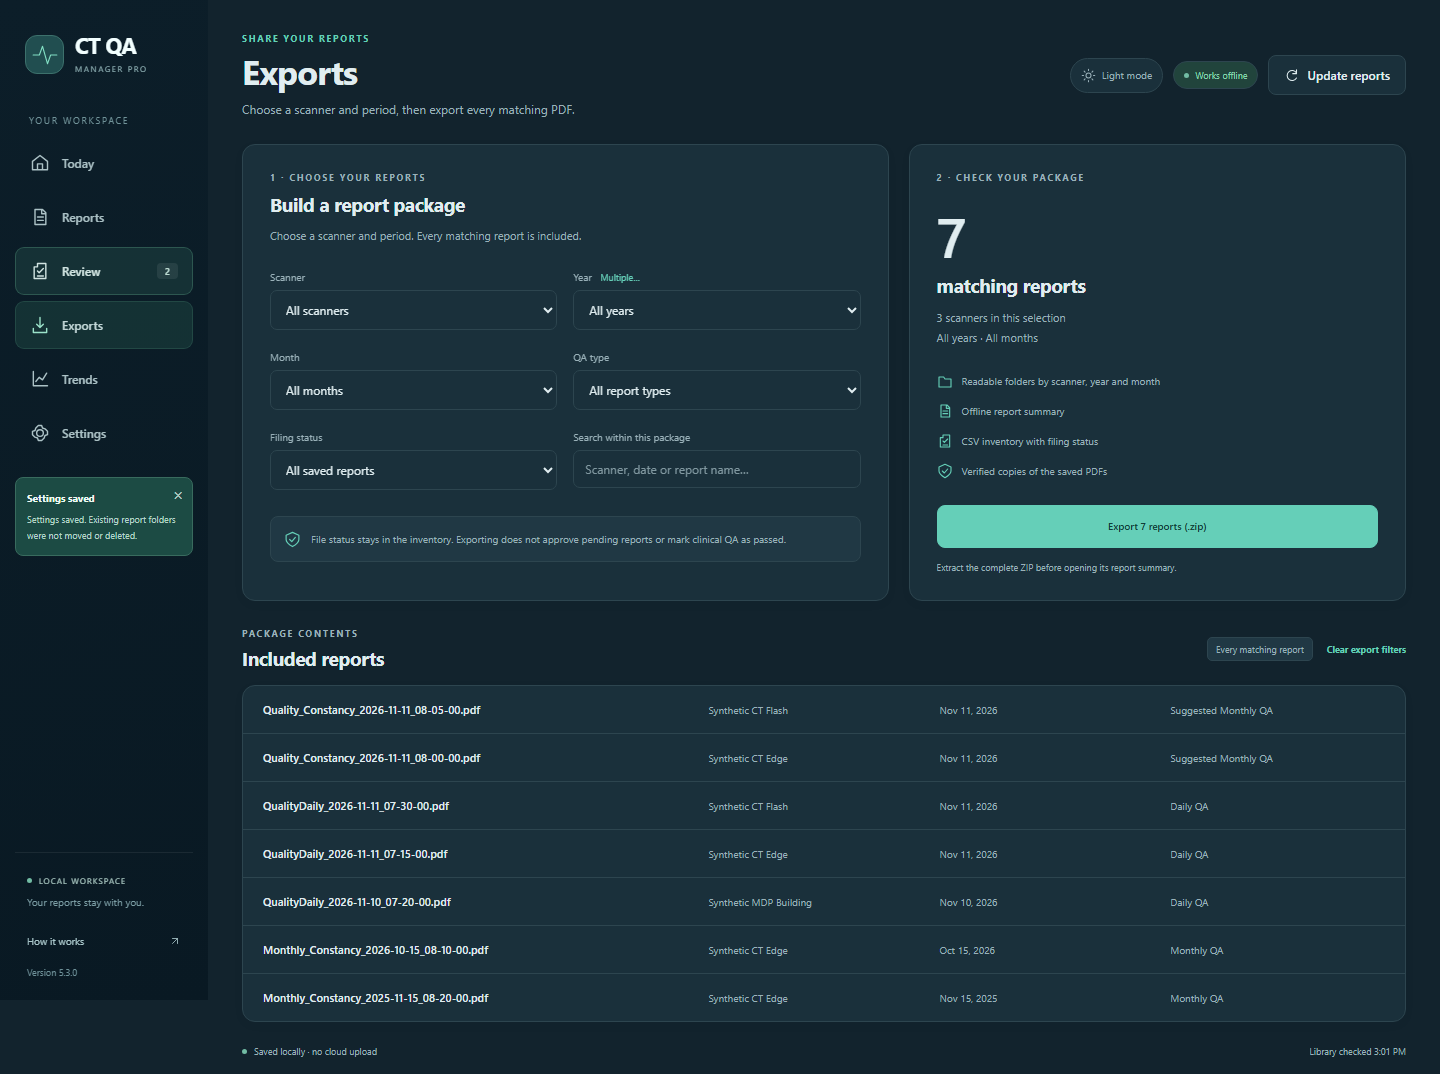 CT QA
MANAGER PRO
YOUR WORKSPACE
Today
Reports
Review 2
Exports
Trends
Settings
Settings saved
Settings saved. Existing report folders
were not moved or deleted.
LOCAL WORKSPACE
Your reports stay with you.
How it works
Version 5.3.0
SHARE YOUR REPORTS
Exports
Choose a scanner and period, then export every matching PDF.
Light mode
Works offline
Update reports
1 · CHOOSE YOUR REPORTS
Build a report package
Choose a scanner and period. Every matching report is included.
Scanner
All scanners
Year Multiple...
All years
Month
All months
QA type
All report types
Filing status
All saved reports
Search within this package
Scanner, date or report name...
File status stays in the inventory. Exporting does not approve pending reports or mark clinical QA as passed.
2 · CHECK YOUR PACKAGE
7
matching reports
3 scanners in this selection
All years · All months
Readable folders by scanner, year and month
Offline report summary
CSV inventory with filing status
Verified copies of the saved PDFs
Export 7 reports (.zip)
Extract the complete ZIP before opening its report summary.
PACKAGE CONTENTS
Included reports
Every matching report
Clear export filters
Quality_Constancy_2026-11-11_08-05-00.pdf Synthetic CT Flash Nov 11, 2026 Suggested Monthly QA
Quality_Constancy_2026-11-11_08-00-00.pdf Synthetic CT Edge Nov 11, 2026 Suggested Monthly QA
QualityDaily_2026-11-11_07-30-00.pdf Synthetic CT Flash Nov 11, 2026 Daily QA
QualityDaily_2026-11-11_07-15-00.pdf Synthetic CT Edge Nov 11, 2026 Daily QA
QualityDaily_2026-11-10_07-20-00.pdf Synthetic MDP Building Nov 10, 2026 Daily QA
Monthly_Constancy_2026-10-15_08-10-00.pdf Synthetic CT Edge Oct 15, 2026 Monthly QA
Monthly_Constancy_2025-11-15_08-20-00.pdf Synthetic CT Edge Nov 15, 2025 Monthly QA
Saved locally · no cloud upload
Library checked 3:01 PM